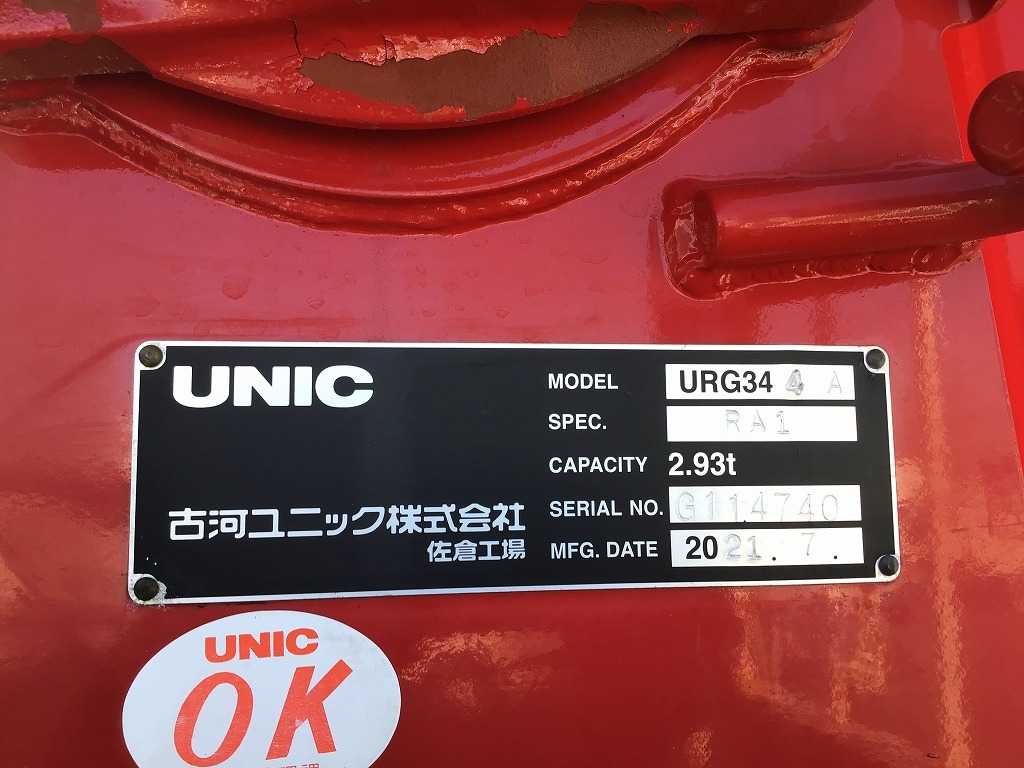 UNIC
MODEL URG344A
SPEC. RA1
CAPACITY 2.93t
SERIAL NO. G114740
MFG. DATE 2021.7.
古河ユニック株式会社
佐倉工場
UNIC
OK